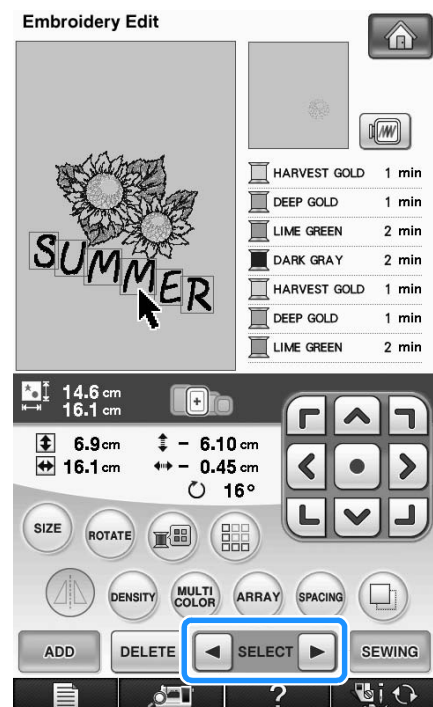 Embroidery Edit
HARVEST GOLD 1 min
DEEP GOLD 1 min
LIME GREEN 2 min
DARK GRAY 2 min
HARVEST GOLD 1 min
DEEP GOLD 1 min
LIME GREEN 2 min
SUMMER
14.6 cm
16.1 cm
6.9 cm - 6.10 cm
16.1 cm - 0.45 cm
16°
SIZE
ROTATE
DENSITY
MULTI
COLOR
ARRAY
SPACING
ADD
DELETE
SELECT
SEWING
?